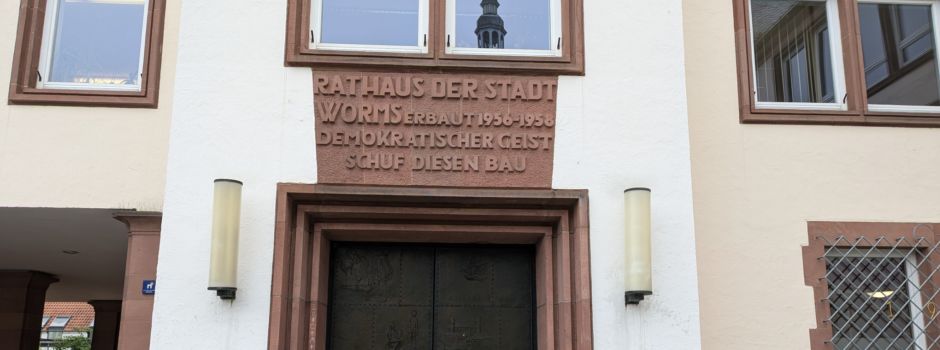 RATHAUS DER STADT
WORMS ERBAUT 1956-1958
DEMOKRATISCHER GEIST
SCHUF DIESEN BAU